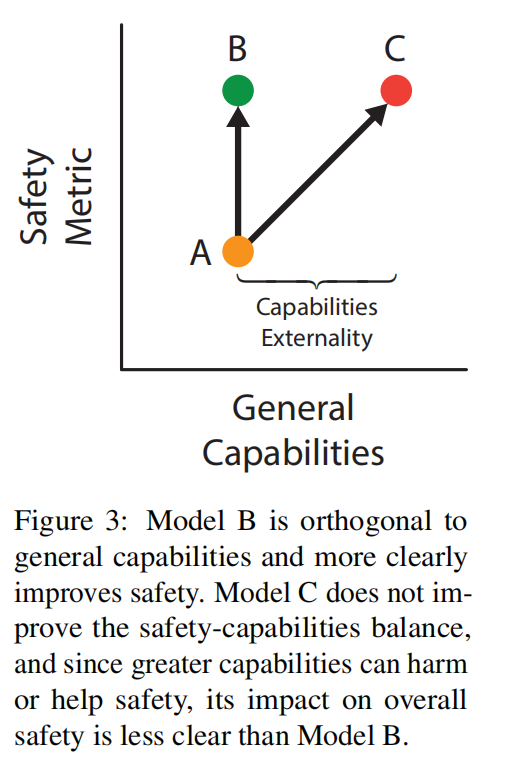 B
C
Safety
Metric
A
Capabilities
Externality
General
Capabilities
Figure 3: Model B is orthogonal to
general capabilities and more clearly
improves safety. Model C does not im-
prove the safety-capabilities balance,
and since greater capabilities can harm
or help safety, its impact on overall
safety is less clear than Model B.